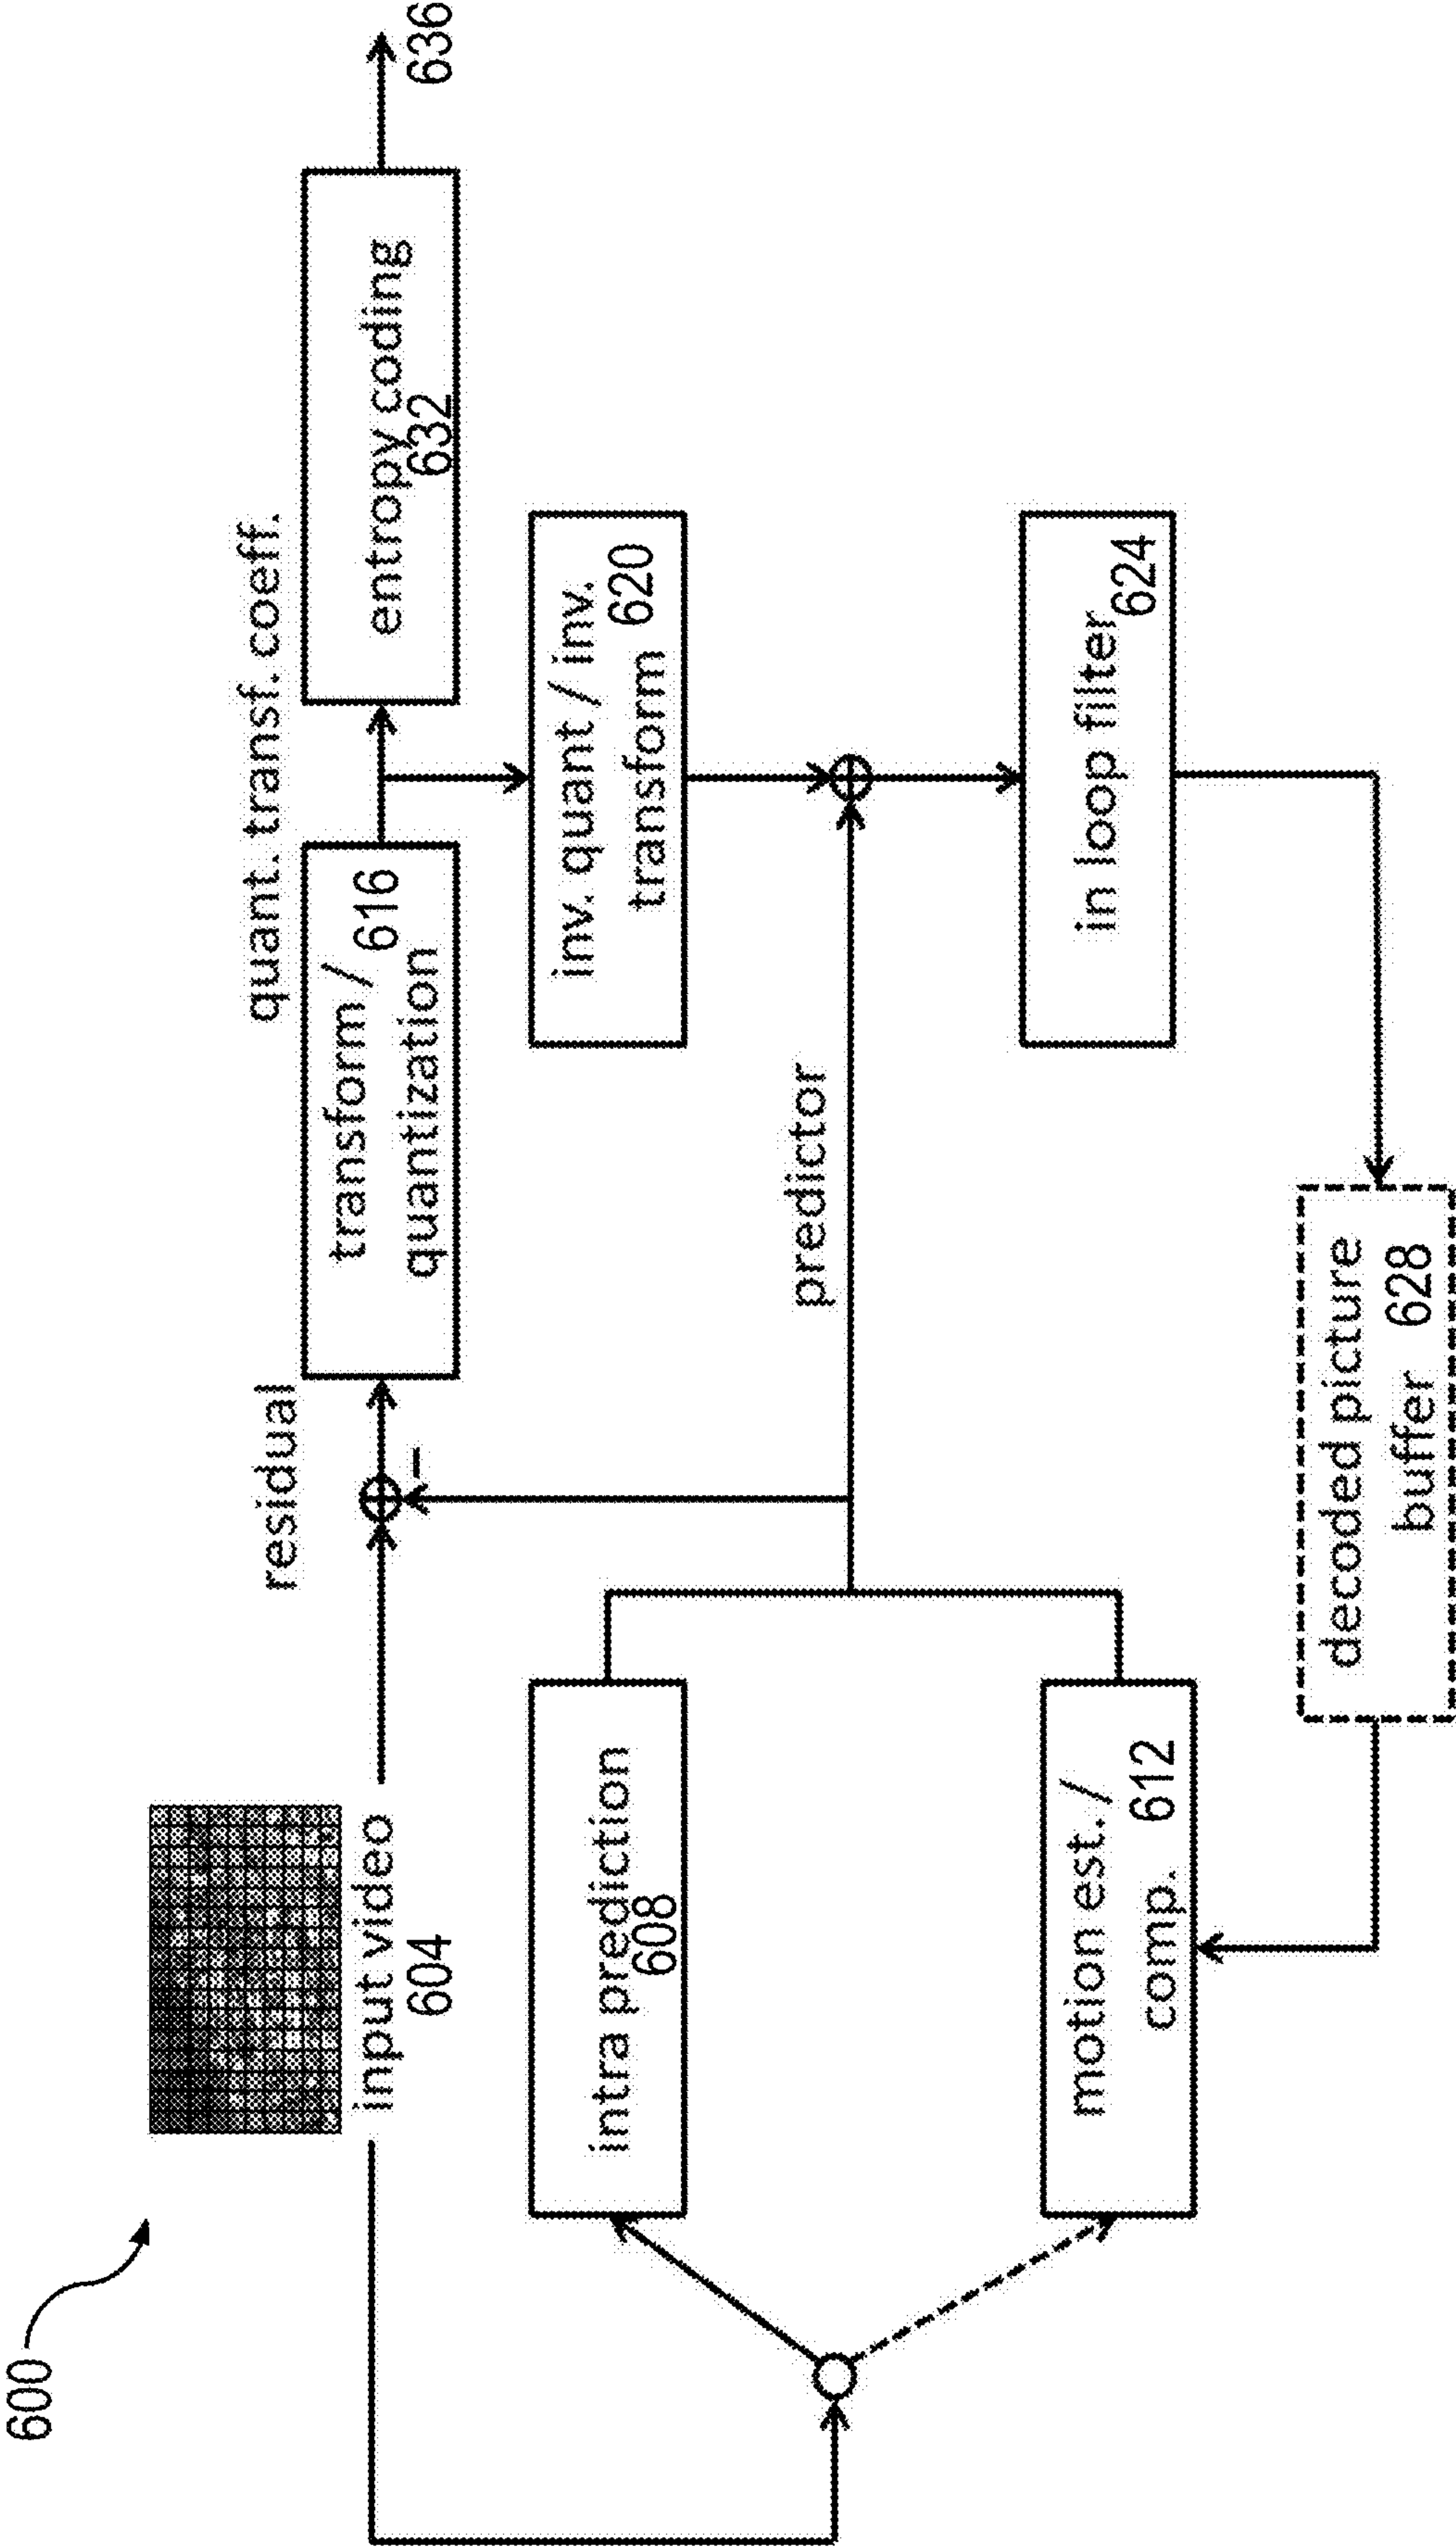 600
input video
604
residual
transform /
616
quantization
quant. transf. coeff.
entropy coding
632
636
intra prediction
608
inv. quant / inv.
transform 620
predictor
motion est. /
comp. 612
in loop filter
624
decoded picture
buffer 628
–